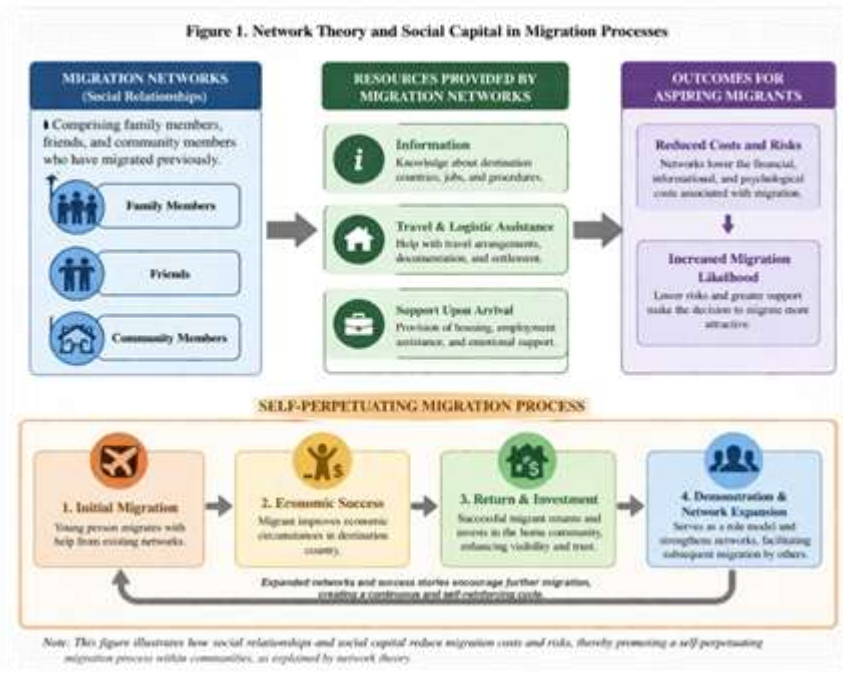 Figure 1. Network Theory and Social Capital in Migration Processes
MIGRATION NETWORKS
(Social Relationships)
Comprising family members,
friends, and community members
who have migrated previously.
Family Members
Friends
Community Members
RESOURCES PROVIDED BY
MIGRATION NETWORKS
Information
Knowledge about destination
countries, jobs, and procedures.
Travel & Logistic Assistance
Help with travel arrangements,
documentation, and settlement.
Support Upon Arrival
Provision of housing, employment
assistance, and emotional support.
OUTCOMES FOR
ASPIRING MIGRANTS
Reduced Costs and Risks
Networks lower the financial,
informational, and psychological
costs associated with migration.
Increased Migration
Likelihood
Lower risks and greater support
make the decision to migrate more
attractive.
SELF-PERPETUATING MIGRATION PROCESS
1. Initial Migration
Young person migrates with
help from existing networks.
2. Economic Success
Migrant improves economic
circumstances in destination
country.
3. Return & Investment
Successful migrant returns and
invests in the home community,
enhancing visibility and trust.
4. Demonstration &
Network Expansion
Serves as a role model and
strengthens networks, facilitating
subsequent migration by others.
Expanded networks and success stories encourage further migration,
creating a continuous and self-reinforcing cycle.
Note: This figure illustrates how social relationships and social capital reduce migration costs and risks, thereby promoting a self-perpetuating
migration process within communities, as explained by network theory.